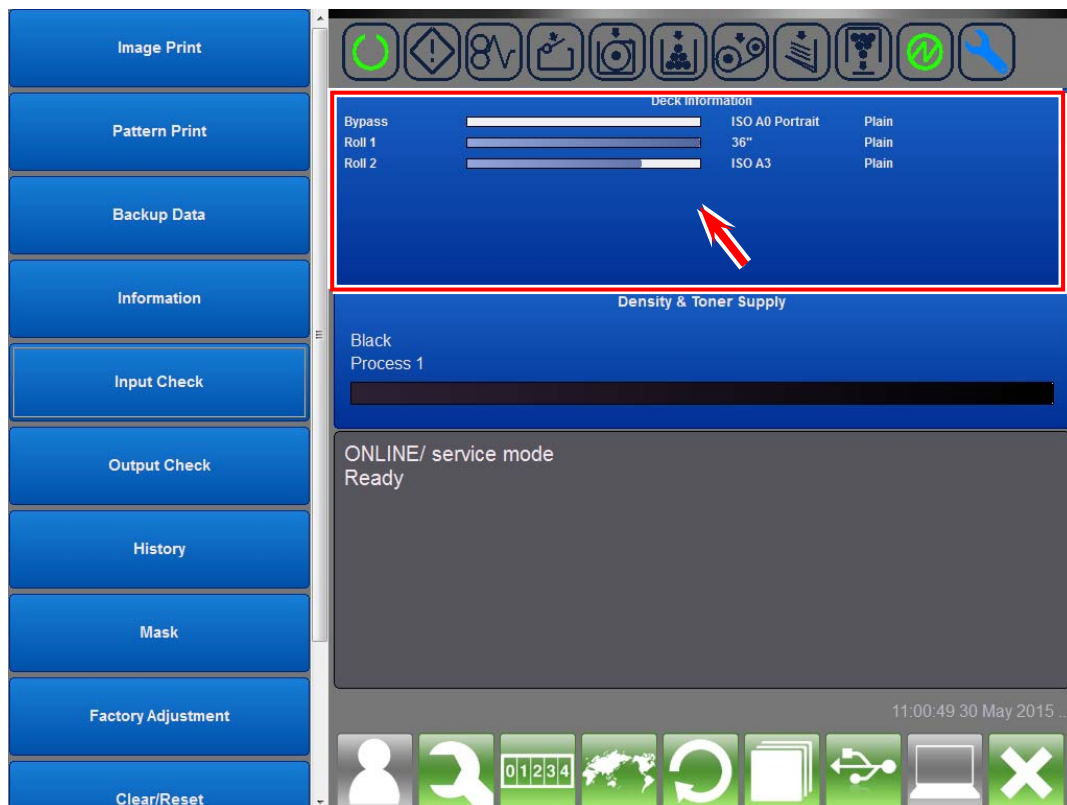 Image Print
Pattern Print
Backup Data
Information
Input Check
Output Check
History
Mask
Factory Adjustment
Clear/Reset
Deck Information
Bypass ISO A0 Portrait Plain
Roll 1 36" Plain
Roll 2 ISO A3 Plain
Density & Toner Supply
Black
Process 1
ONLINE/ service mode
Ready
11:00:49 30 May 2015 ..
01234